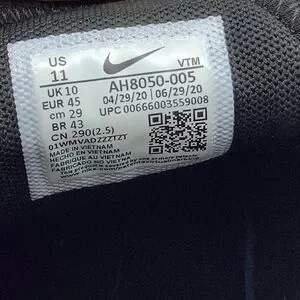 US
11
VTM
UK 10
EUR 45
cm 29
BR 43
CN 290(2.5)
AH8050-005
04/29/20 06/29/20
UPC 00666003559008
01WMVADZZZTZT
MADE IN VIETNAM
HECHO EN VIETNAM
FABRIQUÉ AU VIETNAM
FABRICADO NO VIETNAM